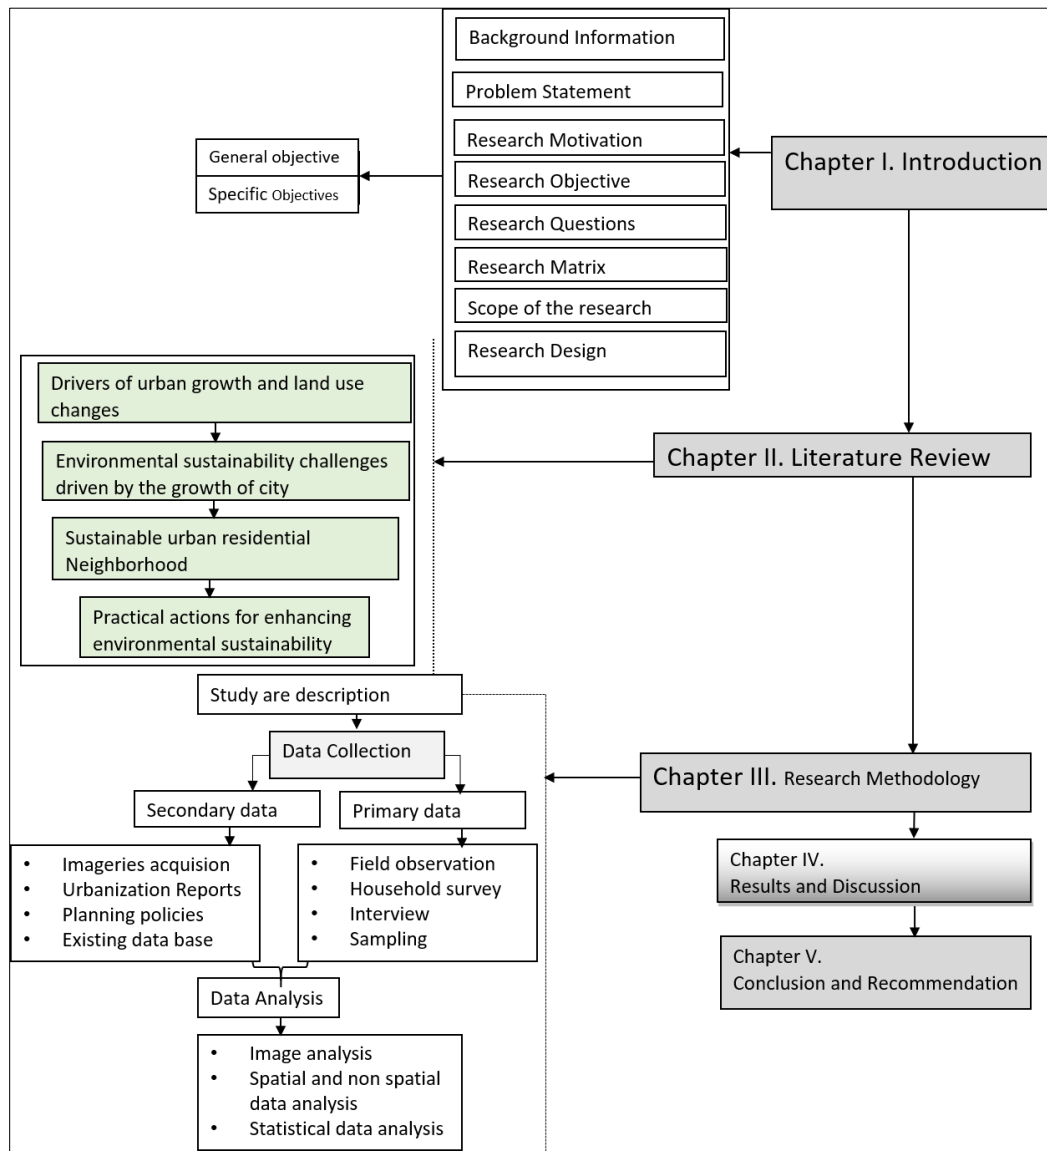 Background Information
Problem Statement
Research Motivation
Research Objective
Research Questions
Research Matrix
Scope of the research
Research Design
General objective
Specific Objectives
Chapter I. Introduction
Drivers of urban growth and land use
changes
Environmental sustainability challenges
driven by the growth of city
Sustainable urban residential
Neighborhood
Practical actions for enhancing
environmental sustainability
Chapter II. Literature Review
Study are description
Data Collection
Secondary data
Primary data
• Imageries acquision
• Urbanization Reports
• Planning policies
• Existing data base
• Field observation
• Household survey
• Interview
• Sampling
Data Analysis
• Image analysis
• Spatial and non spatial
data analysis
• Statistical data analysis
Chapter III. Research Methodology
Chapter IV.
Results and Discussion
Chapter V.
Conclusion and Recommendation